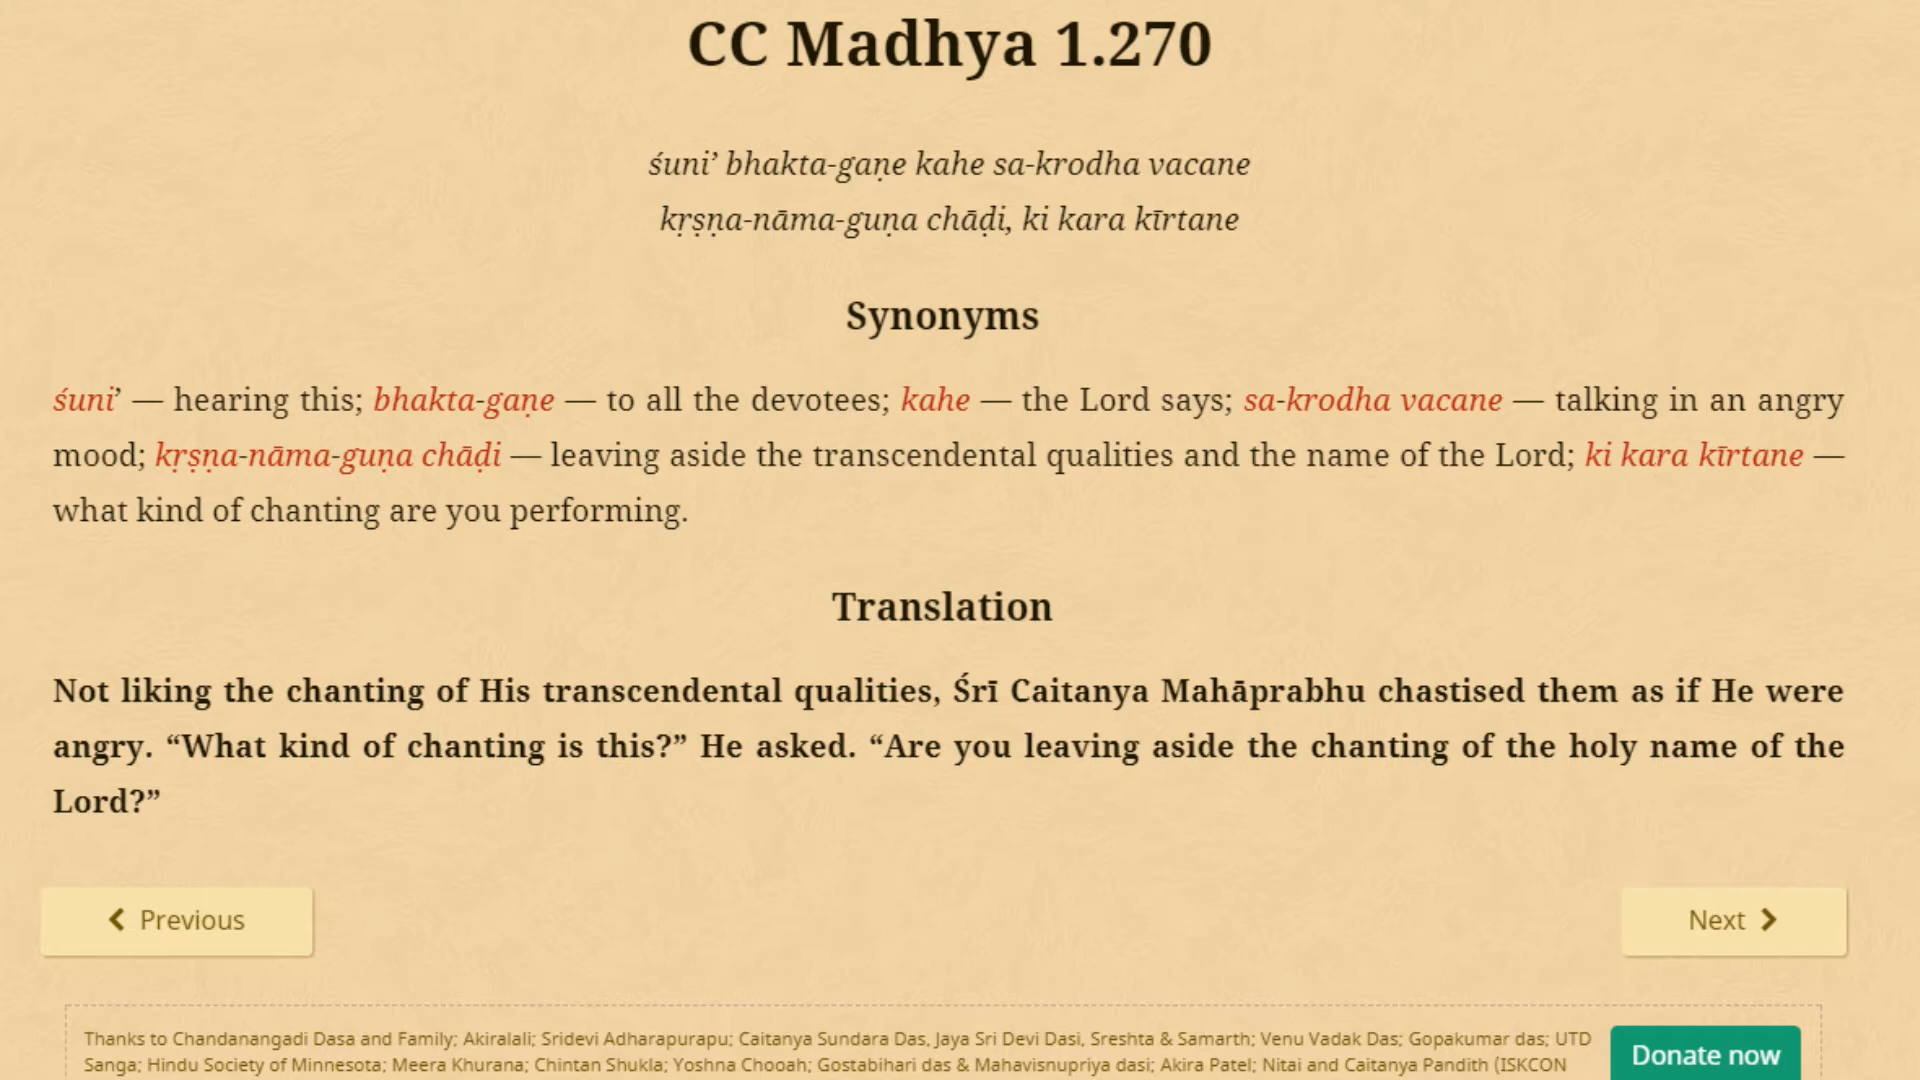 CC Madhya 1.270
śuni’ bhakta-gaṇe kahe sa-krodha vacane
kṛṣṇa-nāma-guṇa chāḍi, ki kara kīrtane
Synonyms
śuni’ — hearing this; bhakta-gaṇe — to all the devotees; kahe — the Lord says; sa-krodha vacane — talking in an angry
mood; kṛṣṇa-nāma-guṇa chāḍi — leaving aside the transcendental qualities and the name of the Lord; ki kara kīrtane —
what kind of chanting are you performing.
Translation
Not liking the chanting of His transcendental qualities, Śrī Caitanya Mahāprabhu chastised them as if He were
angry. “What kind of chanting is this?” He asked. “Are you leaving aside the chanting of the holy name of the
Lord?”
Previous
Next
Thanks to Chandanangadi Dasa and Family; Akiralali; Sridevi Adharapurapu; Caitanya Sundara Das, Jaya Sri Devi Dasi, Sreshta & Samarth; Venu Vadak Das; Gopakumar das; UTD
Sanga; Hindu Society of Minnesota; Meera Khurana; Chintan Shukla; Yoshna Chooah; Gostabihari das & Mahavisnupriya dasi; Akira Patel; Nitai and Caitanya Pandith (ISKCON
Donate now